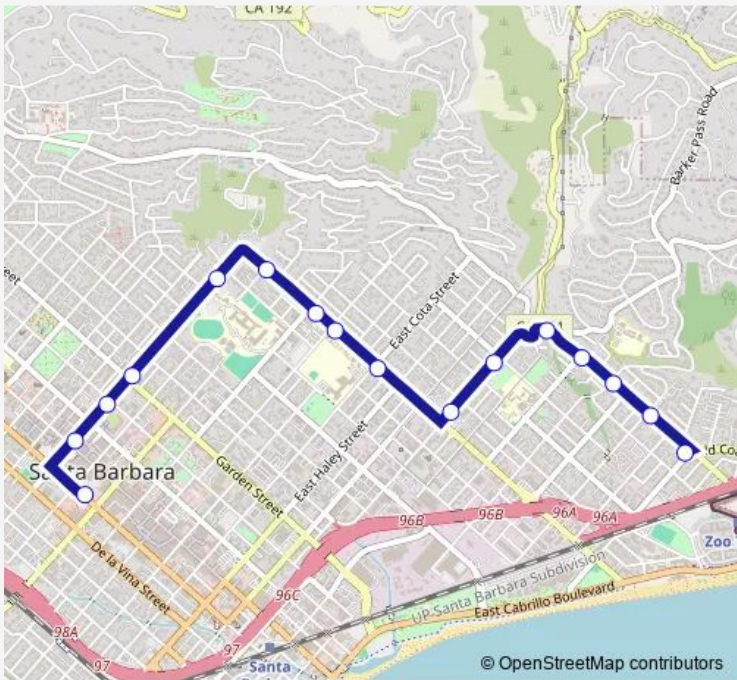 CA 192
Barker Pass Road
East Cota Street
East Haley Street
Santa Barbara
Garden Street
De la Vina Street
96B
96B
96A
96A
96C
Zoo
UP Santa Barbara Subdivision
East Cabrillo Boulevard
98A
97
97
Santa
© OpenStreetMap contributors